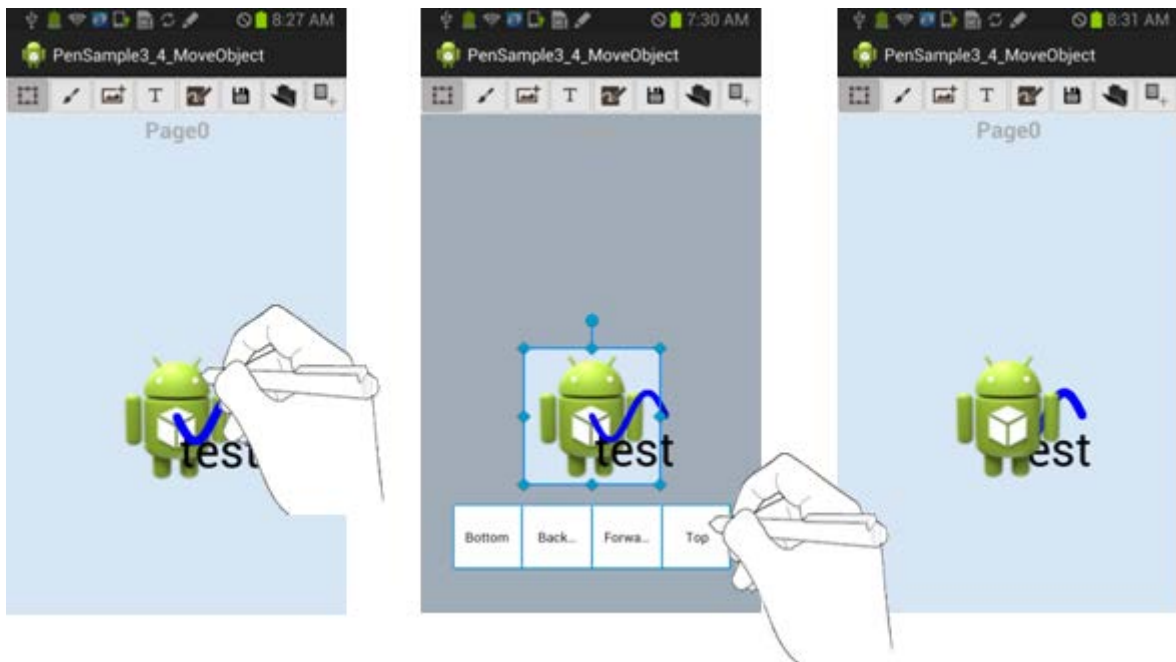 8:27 AM
PenSample3_4_MoveObject
T
Page0
test
7:30 AM
PenSample3_4_MoveObject
T
test
Bottom
Back...
Forwa...
Top
8:31 AM
PenSample3_4_MoveObject
T
Page0
est